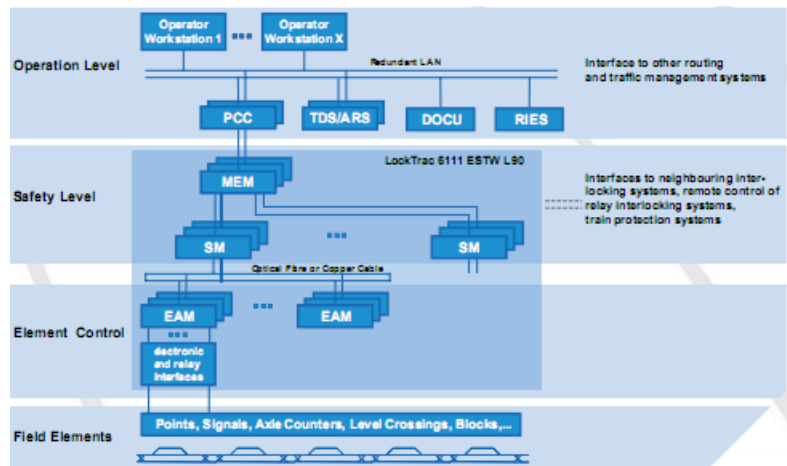 Operator
Workstation 1
Operator
Workstation X
Operation Level
Redundant LAN
Interface to other routing
and traffic management systems
PCC
TDS/ARS
DOCU
RIES
LockTrac 6111 ESTW L90
MEM
Safety Level
Interfaces to neighbouring inter-
locking systems, remote control of
relay interlocking systems,
train protection systems
SM
SM
Optical Fibre or Copper Cable
EAM
EAM
Element Control
electronic
and relay
interfaces
Points, Signals, Axle Counters, Level Crossings, Blocks,...
Field Elements